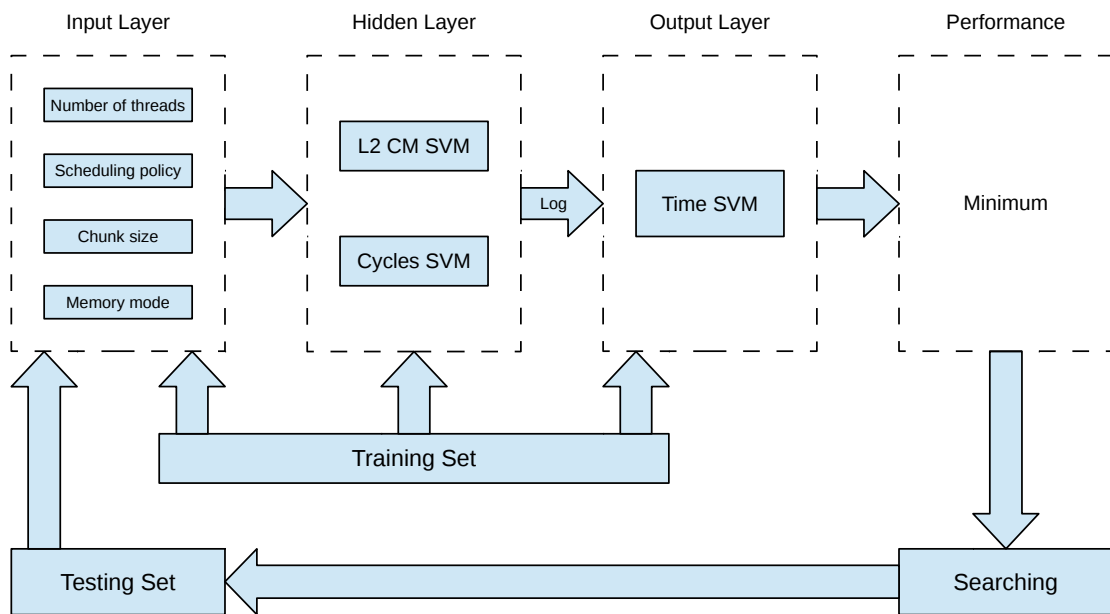 Input Layer
Hidden Layer
Output Layer
Performance
Number of threads
Scheduling policy
Chunk size
Memory mode
L2 CM SVM
Cycles SVM
Log
Time SVM
Minimum
Training Set
Testing Set
Searching